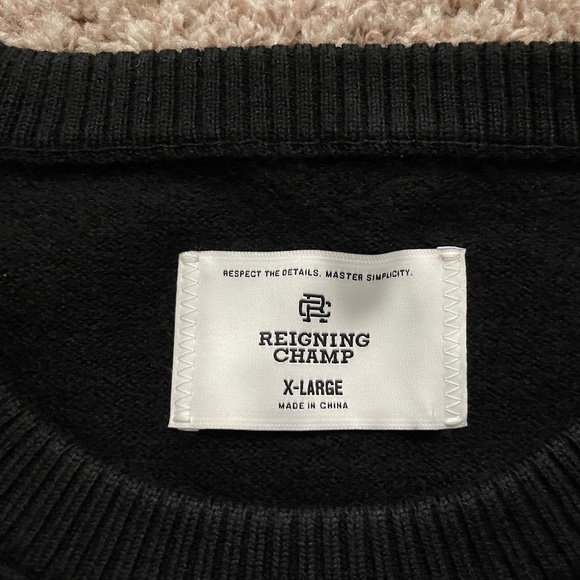 RESPECT THE DETAILS. MASTER SIMPLICITY.
RC
REIGNING
CHAMP
X-LARGE
MADE IN CHINA